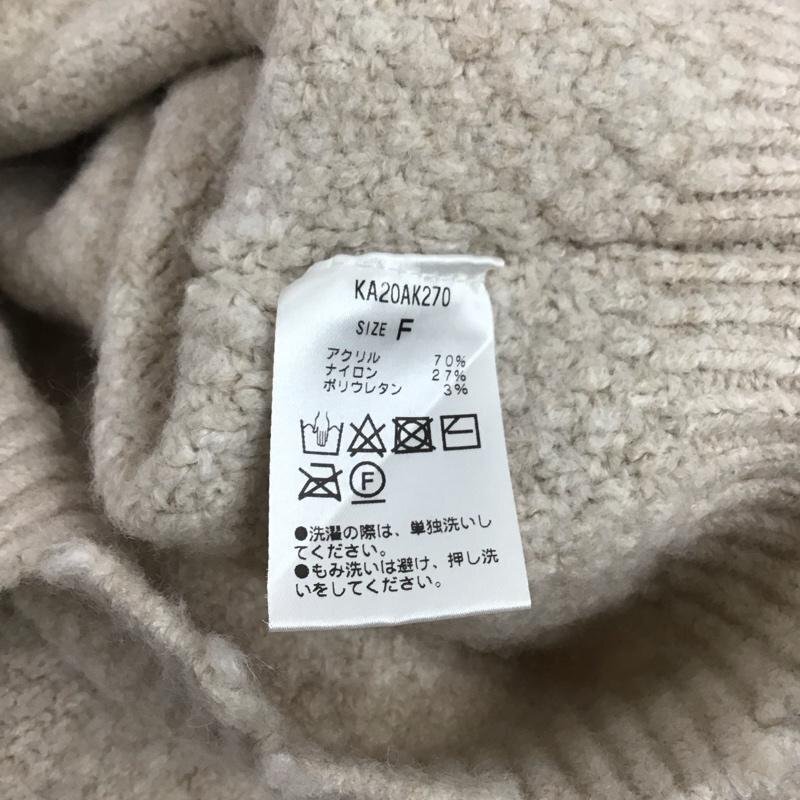 KA20AK270
SIZE F
アクリル 70%
ナイロン 27%
ポリウレタン 3%
F
●洗濯の際は、単独洗いし
てください。
●もみ洗いは避け、押し洗
いをしてください。